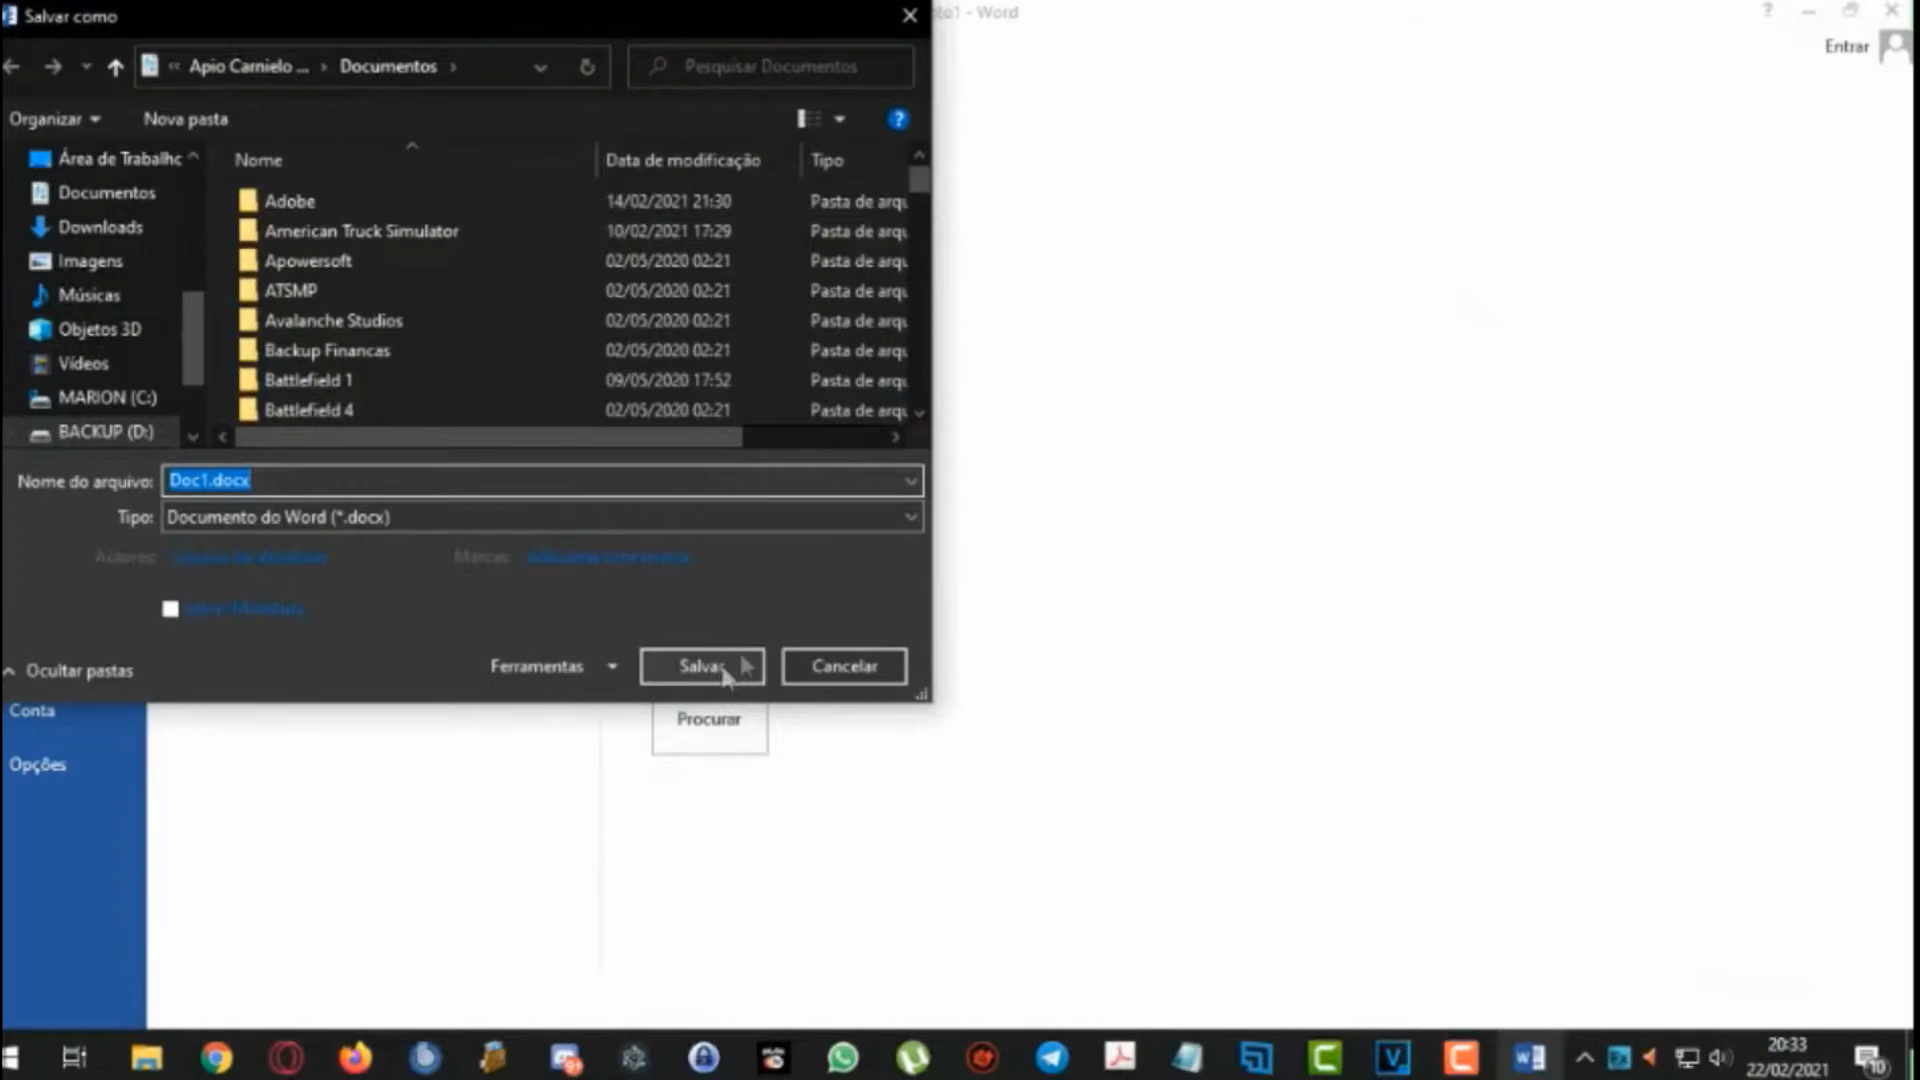 Salvar como
to1 - Word
Entrar
Apio Carnielo ... › Documentos ›
Pesquisar Documentos
Organizar
Nova pasta
Nome
Data de modificação
Tipo
Área de Trabalhc
Documentos
Downloads
Imagens
Músicas
Objetos 3D
Vídeos
MARION (C:)
BACKUP (D:)
Adobe 14/02/2021 21:30 Pasta de arqu
American Truck Simulator 10/02/2021 17:29 Pasta de arqu
Apowersoft 02/05/2020 02:21 Pasta de arqu
ATSMP 02/05/2020 02:21 Pasta de arqu
Avalanche Studios 02/05/2020 02:21 Pasta de arqu
Backup Financas 02/05/2020 02:21 Pasta de arqu
Battlefield 1 09/05/2020 17:52 Pasta de arqu
Battlefield 4 02/05/2020 02:21 Pasta de arqu
Nome do arquivo: Doc1.docx
Tipo: Documento do Word (*.docx)
Autores:
Marcas:
Ocultar pastas
Ferramentas
Salvar
Cancelar
Conta
Procurar
Opções
20:33
22/02/2021
10